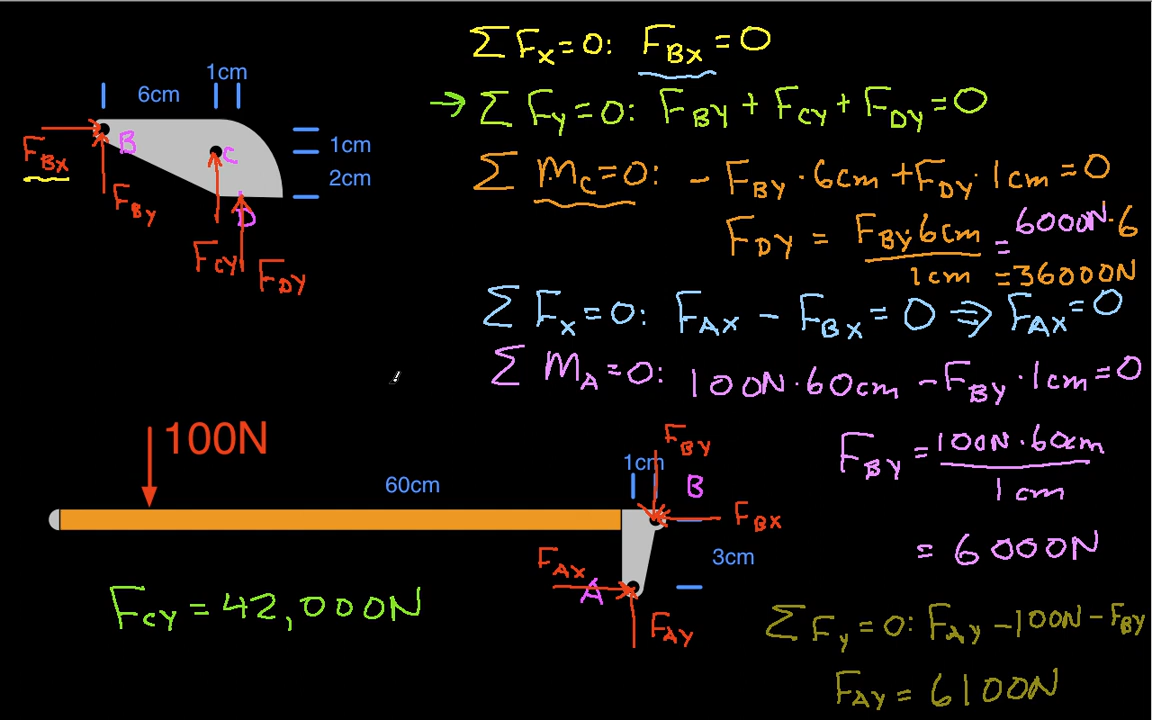 ΣFx=0: FBx=0
1cm
6cm
→ ΣFy=0: FBy+FCy+FDy=0
B
C
1cm
FBx
2cm
ΣMC=0: -FBy·6cm+FDy·1cm=0
FBy
D
FCy
FDy
FDy = FBy·6cm / 1cm = 6000N·6
=36000N
ΣFx=0: FAx - FBx=0 ⇒ FAx=0
ΣMA=0: 100N·60cm -FBy·1cm=0
100N
FBy
1cm
B
60cm
FBy = 100N·60cm / 1cm
FBx
= 6000N
3cm
FAx
A
FAy
FCy = 42,000N
ΣFy=0: FAy -100N-FBy
FAy = 6100N